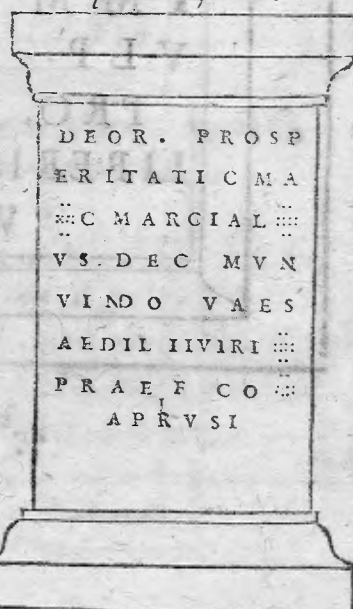 DEOR. PROSP
ERITATI C MA
C MARCIAL
VS. DEC MVN
VINDO VAES
AEDIL IIVIRI
PRAEF CO
I
APRVSI